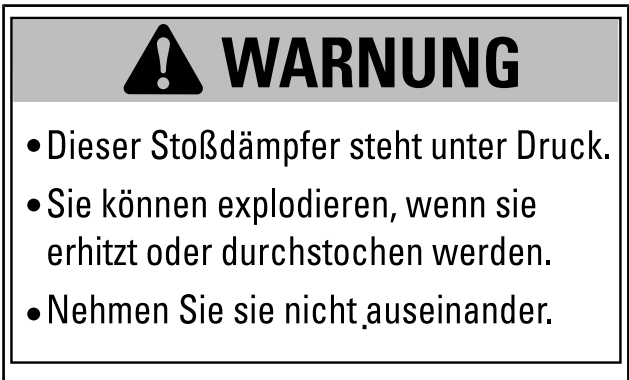 WARNUNG
• Dieser Stoßdämpfer steht unter Druck.
• Sie können explodieren, wenn sie
erhitzt oder durchstochen werden.
• Nehmen Sie sie nicht auseinander.